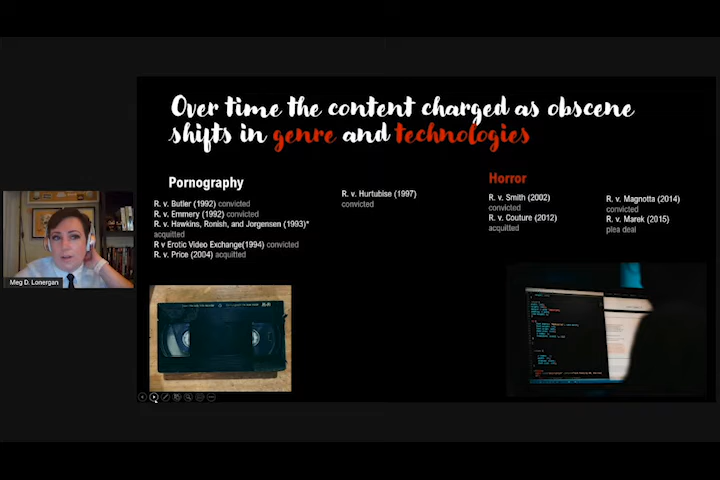 Over time the content charged as obscene
shifts in genre and technologies
Pornography
R. v. Butler (1992) convicted
R. v. Emmery (1992) convicted
R. v. Hawkins, Ronish, and Jorgensen (1993)*
acquitted
R v Erotic Video Exchange(1994) convicted
R. v. Price (2004) acquitted
R. v. Hurtubise (1997)
convicted
Horror
R. v. Smith (2002)
convicted
R. v. Couture (2012)
acquitted
R. v. Magnotta (2014)
convicted
R. v. Marek (2015)
plea deal
Meg D. Lonergan